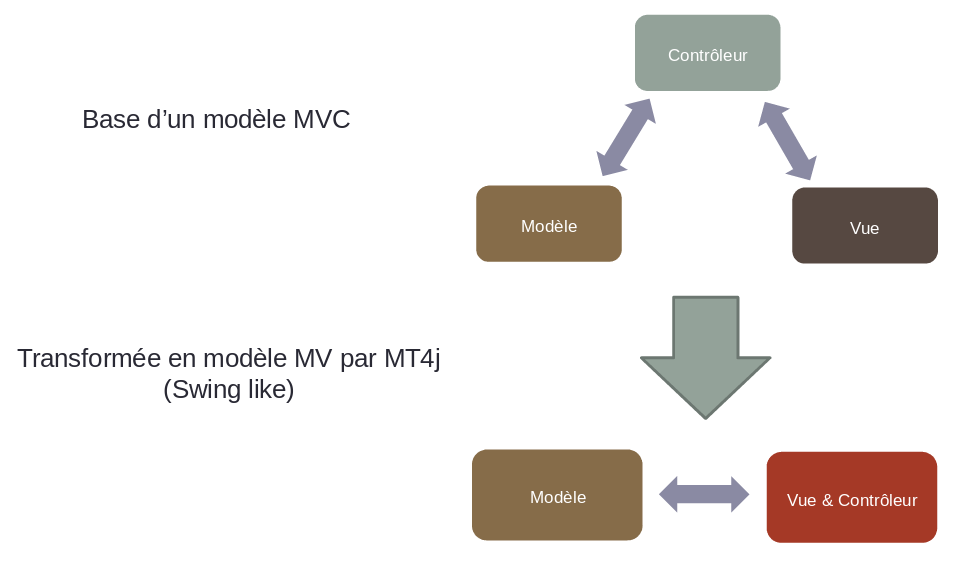 Contrôleur
Base d’un modèle MVC
Modèle
Vue
Transformée en modèle MV par MT4j
(Swing like)
Modèle
Vue & Contrôleur